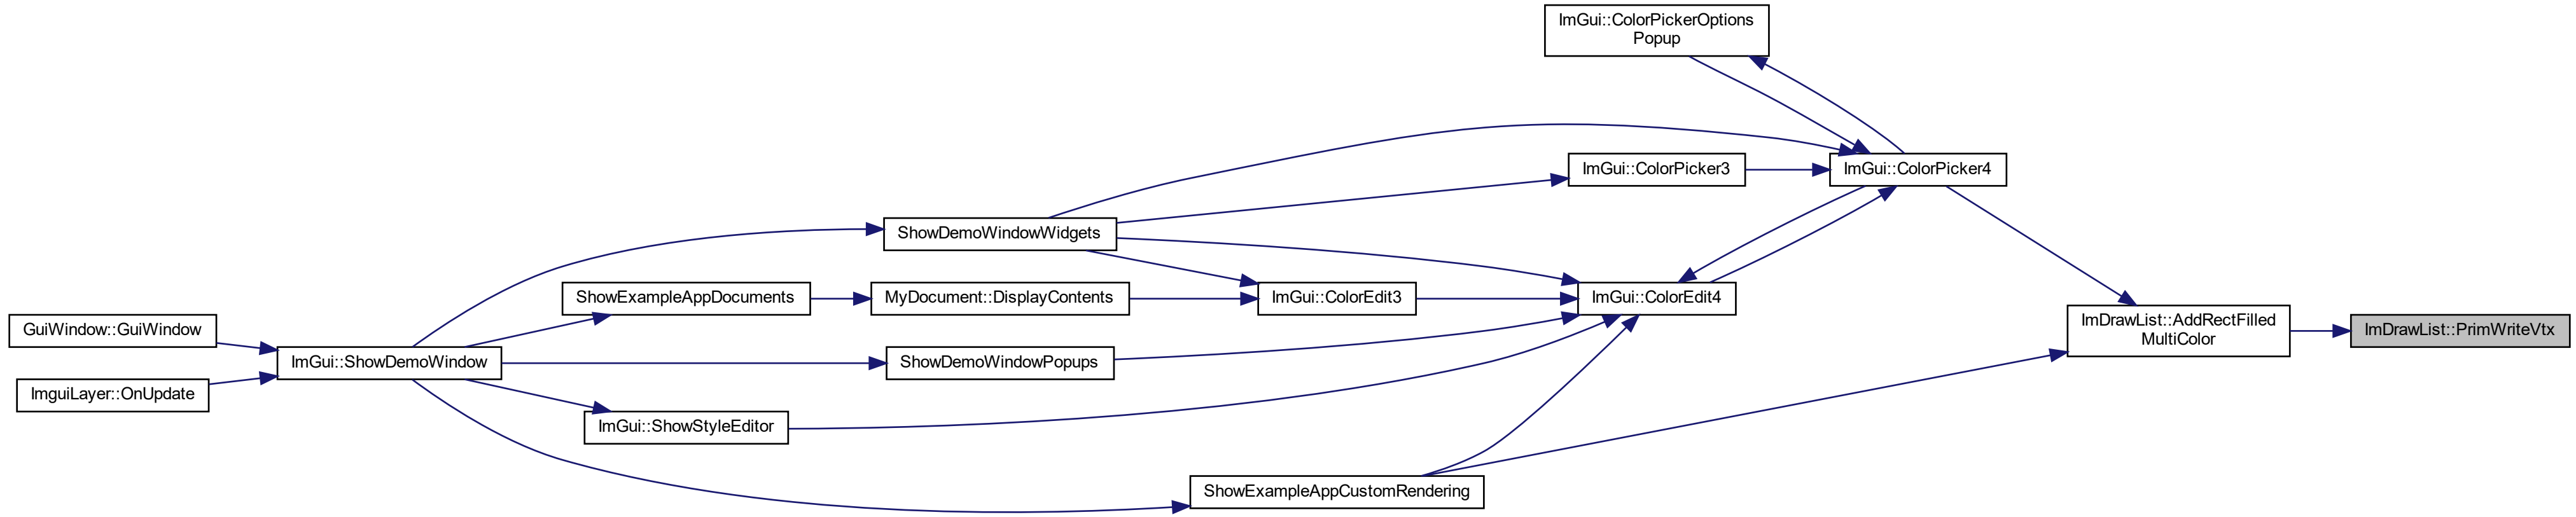 ImGui::ColorPickerOptions
Popup
ImGui::ColorPicker3
ImGui::ColorPicker4
ShowDemoWindowWidgets
ShowExampleAppDocuments
MyDocument::DisplayContents
ImGui::ColorEdit3
ImGui::ColorEdit4
GuiWindow::GuiWindow
ImDrawList::AddRectFilled
MultiColor
ImDrawList::PrimWriteVtx
ImGui::ShowDemoWindow
ShowDemoWindowPopups
ImguiLayer::OnUpdate
ImGui::ShowStyleEditor
ShowExampleAppCustomRendering